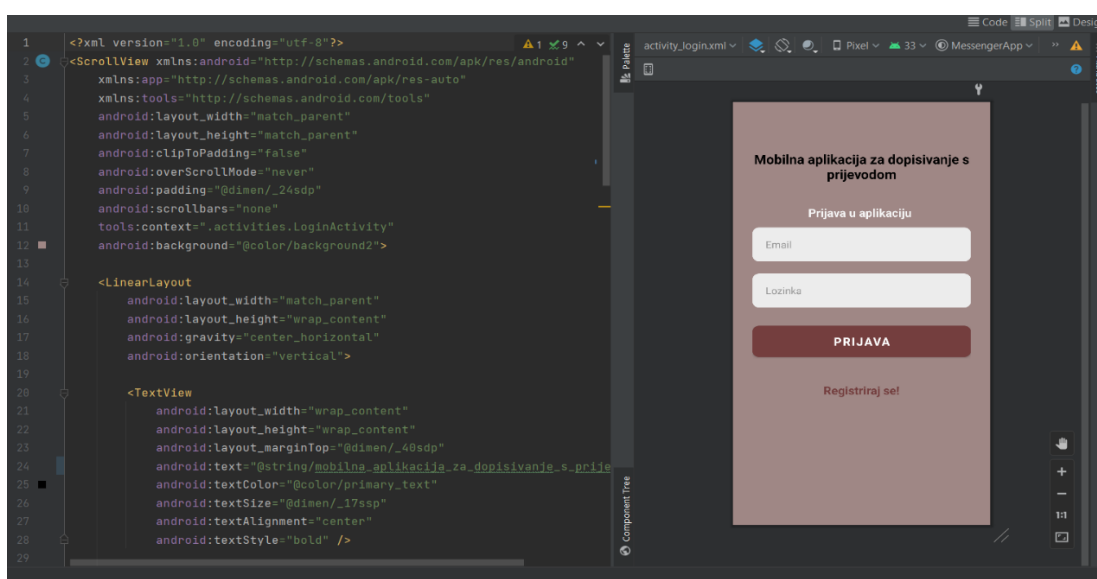 Code Split Desig
1 <?xml version="1.0" encoding="utf-8"?> 1 9
2 <ScrollView xmlns:android="http://schemas.android.com/apk/res/android"
3 xmlns:app="http://schemas.android.com/apk/res-auto"
4 xmlns:tools="http://schemas.android.com/tools"
5 android:layout_width="match_parent"
6 android:layout_height="match_parent"
7 android:clipToPadding="false"
8 android:overScrollMode="never"
9 android:padding="@dimen/_24sdp"
10 android:scrollbars="none"
11 tools:context=".activities.LoginActivity"
12 android:background="@color/background2">
13
14 <LinearLayout
15 android:layout_width="match_parent"
16 android:layout_height="wrap_content"
17 android:gravity="center_horizontal"
18 android:orientation="vertical">
19
20 <TextView
21 android:layout_width="wrap_content"
22 android:layout_height="wrap_content"
23 android:layout_marginTop="@dimen/_40sdp"
24 android:text="@string/mobilna_aplikacija_za_dopisivanje_s_prije
25 android:textColor="@color/primary_text"
26 android:textSize="@dimen/_17ssp"
27 android:textAlignment="center"
28 android:textStyle="bold" />
29
Palette
Component Tree
activity_login.xml Pixel 33 MessengerApp
Mobilna aplikacija za dopisivanje s
prijevodom
Prijava u aplikaciju
Email
Lozinka
PRIJAVA
Registriraj se!
1:1